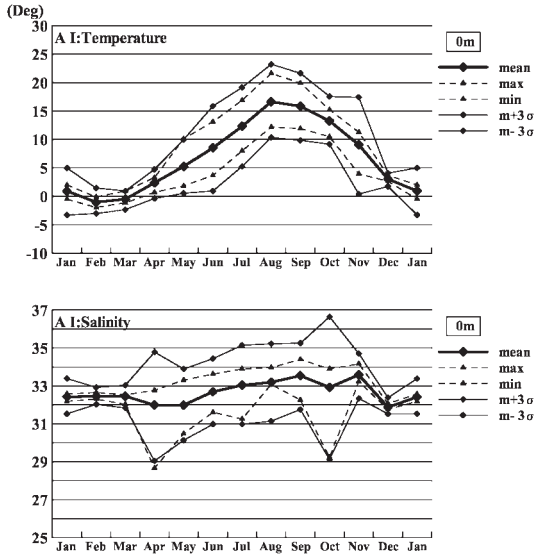 (Deg)
30
A I:Temperature
0m
25
mean
20
max
15
min
10
m+3σ
5
m- 3σ
0
-5
-10
Jan Feb Mar Apr May Jun Jul Aug Sep Oct Nov Dec Jan
37
A I:Salinity
0m
35
mean
33
max
31
min
29
m+3σ
27
m- 3σ
25
Jan Feb Mar Apr May Jun Jul Aug Sep Oct Nov Dec Jan